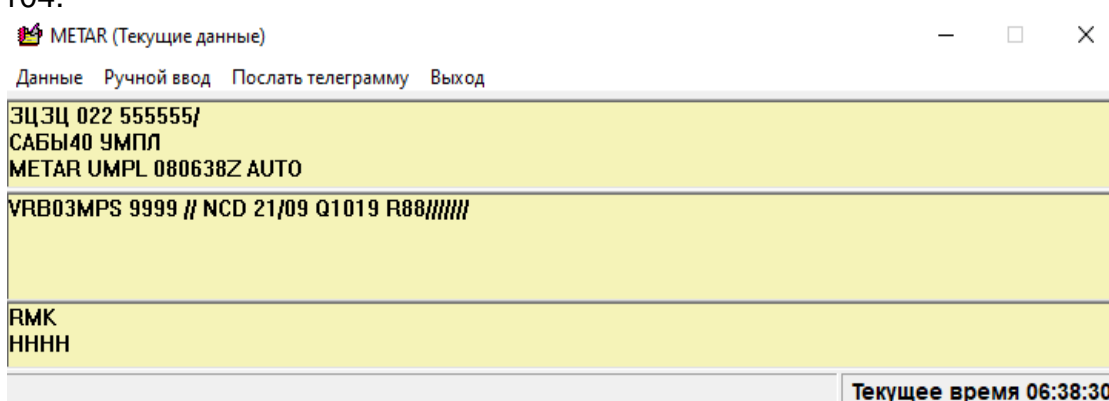 METAR (Текущие данные)
Данные Ручной ввод Послать телеграмму Выход
ЗЦЗЦ 022 555555/
САБЫ40 УМПЛ
METAR UMPL 080638Z AUTO
VRB03MPS 9999 // NCD 21/09 Q1019 R88///////
RMK
НННН
Текущее время 06:38:30